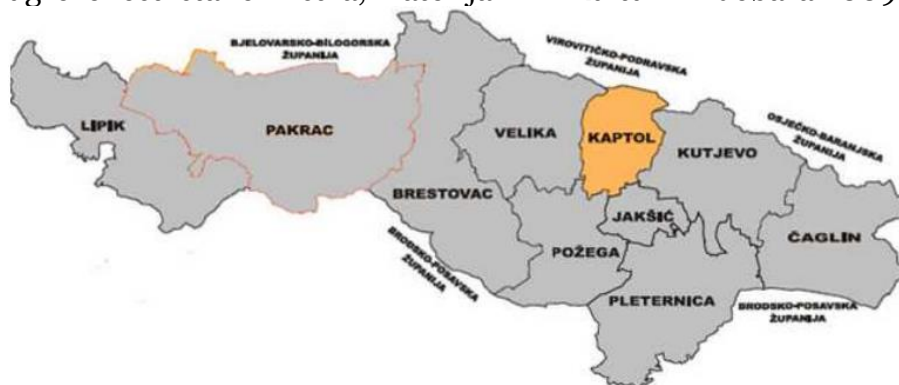 BJELOVARSKO-BILOGORSKA
ŽUPANIJA
VIROVITIČKO-PODRAVSKA
ŽUPANIJA
LIPIK
PAKRAC
VELIKA
KAPTOL
KUTJEVO
OSJEČKO-BARANJSKA
ŽUPANIJA
BRESTOVAC
JAKŠIĆ
ČAGLIN
POŽEGA
BRODSKO-POSAVSKA
ŽUPANIJA
PLETERNICA
BRODSKO-POSAVSKA
ŽUPANIJA